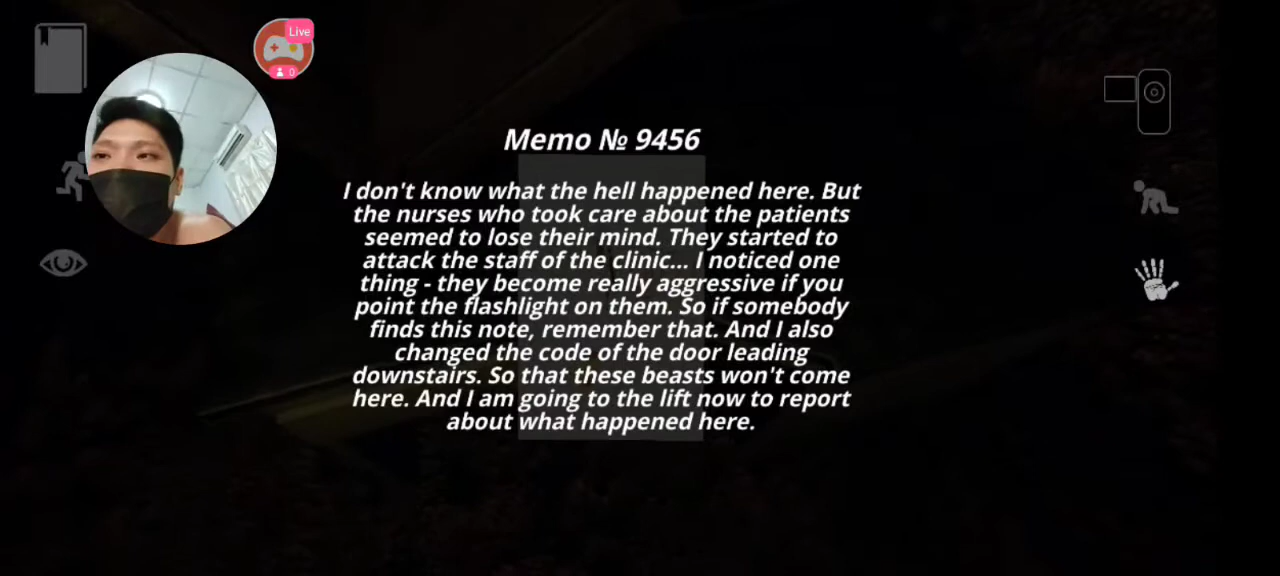 Live
0
Memo № 9456
I don't know what the hell happened here. But
the nurses who took care about the patients
seemed to lose their mind. They started to
attack the staff of the clinic... I noticed one
thing - they become really aggressive if you
point the flashlight on them. So if somebody
finds this note, remember that. And I also
changed the code of the door leading
downstairs. So that these beasts won't come
here. And I am going to the lift now to report
about what happened here.